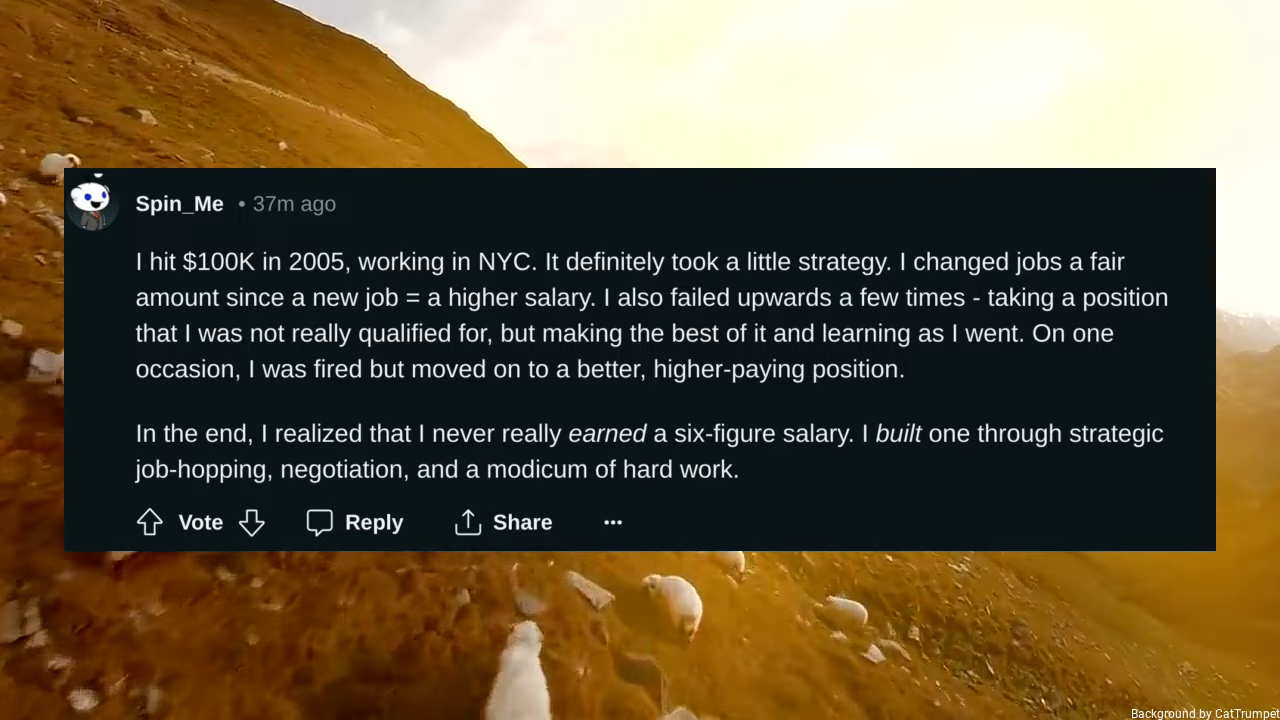 Spin_Me • 37m ago
I hit $100K in 2005, working in NYC. It definitely took a little strategy. I changed jobs a fair
amount since a new job = a higher salary. I also failed upwards a few times - taking a position
that I was not really qualified for, but making the best of it and learning as I went. On one
occasion, I was fired but moved on to a better, higher-paying position.
In the end, I realized that I never really earned a six-figure salary. I built one through strategic
job-hopping, negotiation, and a modicum of hard work.
Vote Reply Share ...
Background by CatTrumpet